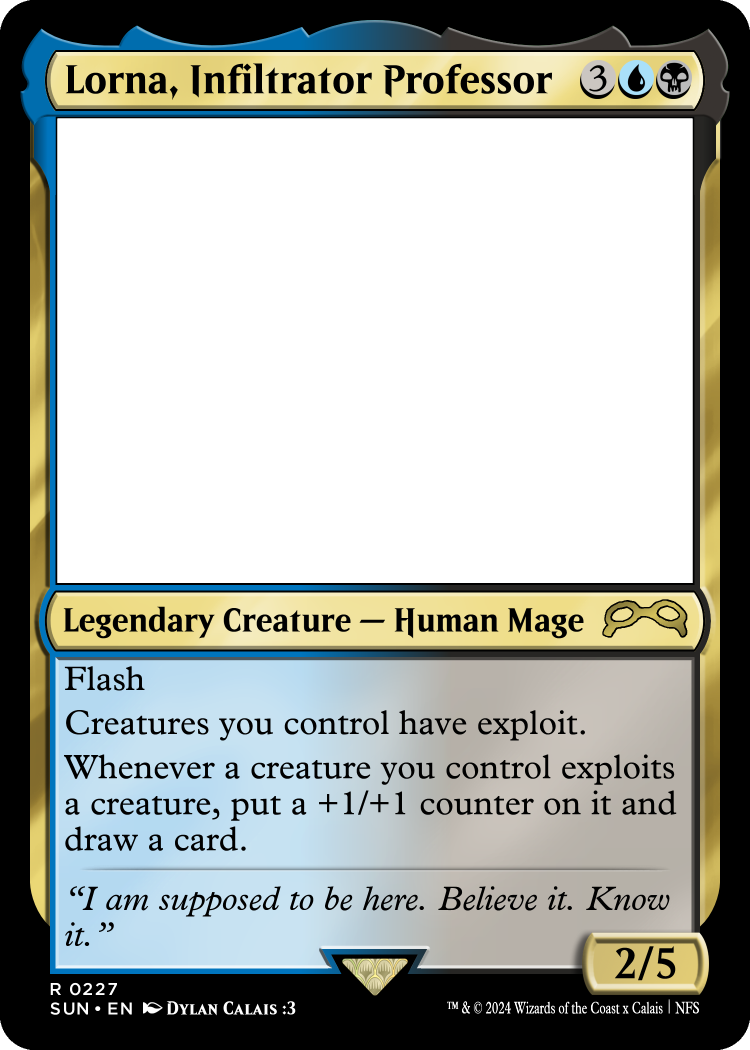 Lorna, Infiltrator Professor 3
Legendary Creature — Human Mage
Flash
Creatures you control have exploit.
Whenever a creature you control exploits
a creature, put a +1/+1 counter on it and
draw a card.
“I am supposed to be here. Believe it. Know
it.”
2/5
R 0227
SUN • EN Dylan Calais :3
™ & © 2024 Wizards of the Coast x Calais | NFS